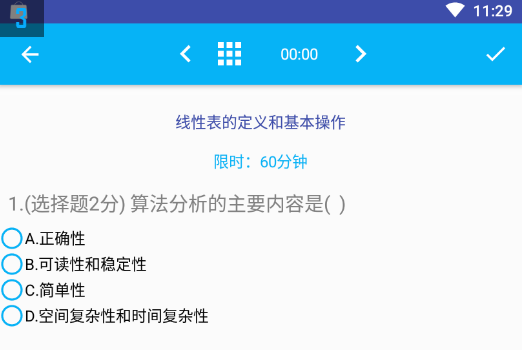 11:29
00:00
线性表的定义和基本操作
限时：60分钟
1.(选择题2分) 算法分析的主要内容是( )
A.正确性
B.可读性和稳定性
C.简单性
D.空间复杂性和时间复杂性